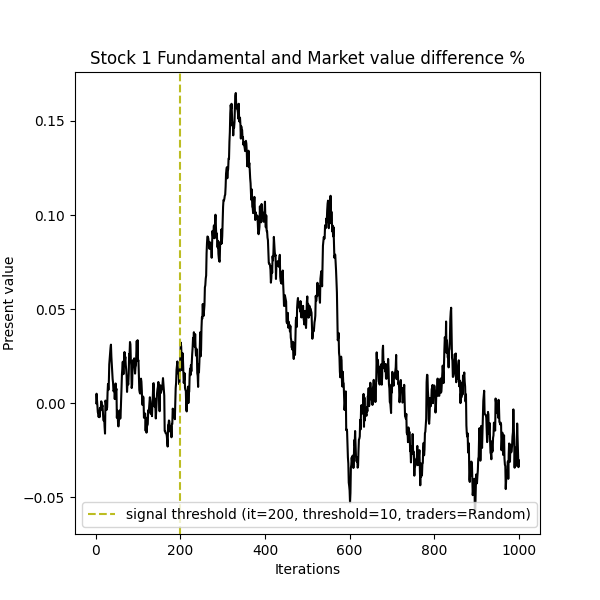 Stock 1 Fundamental and Market value difference %
0.15
0.10
0.05
0.00
−0.05
Present value
signal threshold (it=200, threshold=10, traders=Random)
0
200
400
600
800
1000
Iterations